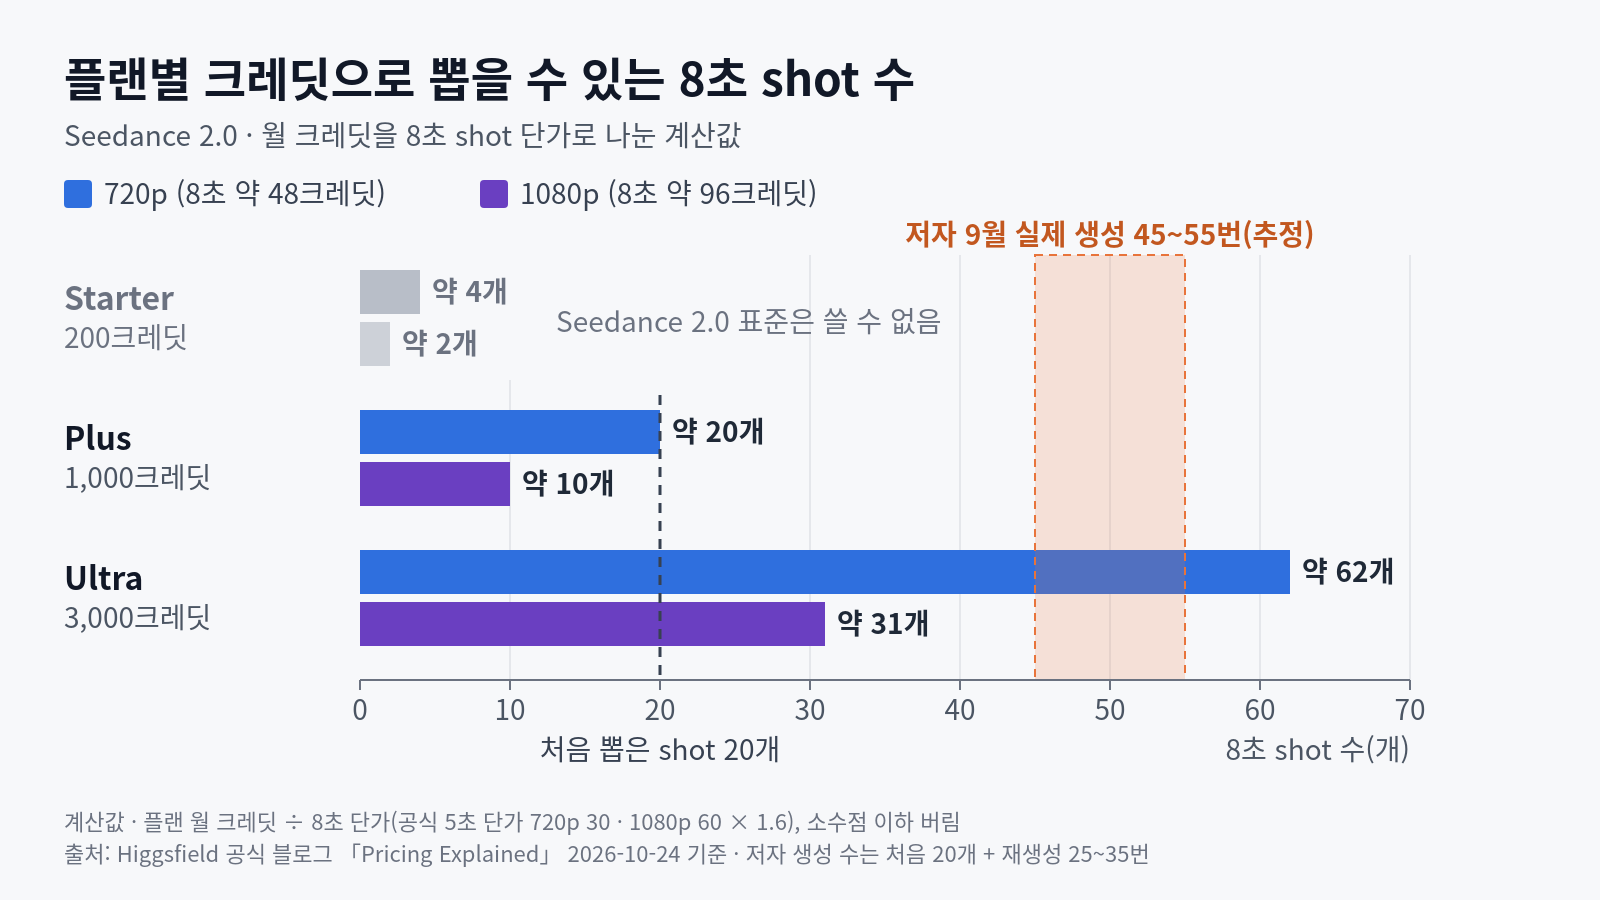 플랜별 크레딧으로 뽑을 수 있는 8초 shot 수
Seedance 2.0 · 월 크레딧을 8초 shot 단가로 나눈 계산값
720p (8초 약 48크레딧)
1080p (8초 약 96크레딧)
저자 9월 실제 생성 45~55번(추정)
Starter
200크레딧
약 4개
약 2개
Seedance 2.0 표준은 쓸 수 없음
Plus
1,000크레딧
약 20개
약 10개
Ultra
3,000크레딧
약 62개
약 31개
0 10 20 30 40 50 60 70
처음 뽑은 shot 20개
8초 shot 수(개)
계산값 · 플랜 월 크레딧 ÷ 8초 단가(공식 5초 단가 720p 30 · 1080p 60 × 1.6), 소수점 이하 버림
출처: Higgsfield 공식 블로그 「Pricing Explained」 2026-10-24 기준 · 저자 생성 수는 처음 20개 + 재생성 25~35번